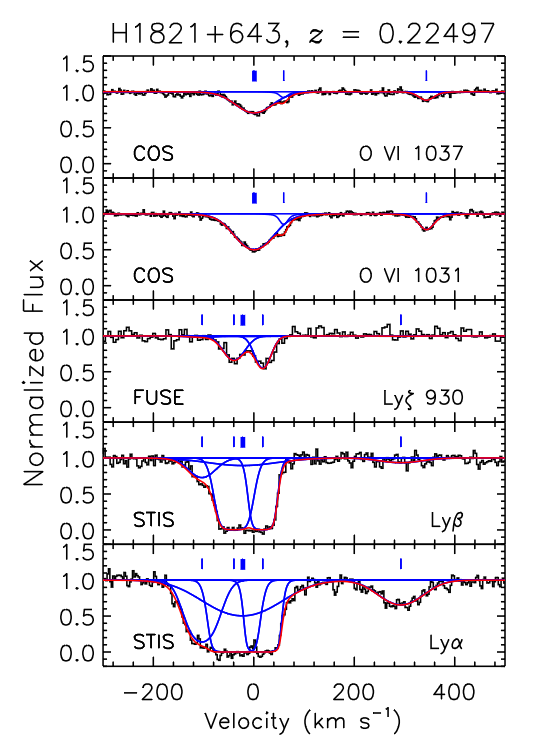 H1821+643, z = 0.22497
1.5
1.0
0.5
0.0
COS
O VI 1037
1.5
1.0
0.5
0.0
COS
O VI 1031
1.5
1.0
0.5
0.0
FUSE
Lyζ 930
1.5
1.0
0.5
0.0
STIS
Lyβ
1.5
1.0
0.5
0.0
STIS
Lyα
Normalized Flux
−200 0 200 400
Velocity (km s⁻¹)